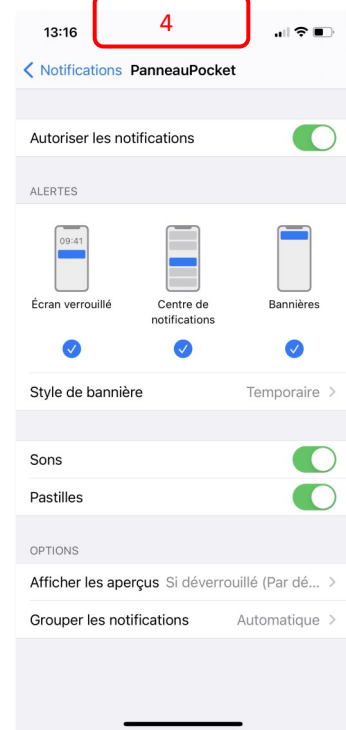 4
13:16
Notifications PanneauPocket
Autoriser les notifications
ALERTES
09:41
Écran verrouillé
Centre de
notifications
Bannières
Style de bannière Temporaire
Sons
Pastilles
OPTIONS
Afficher les aperçus Si déverrouillé (Par dé...
Grouper les notifications Automatique